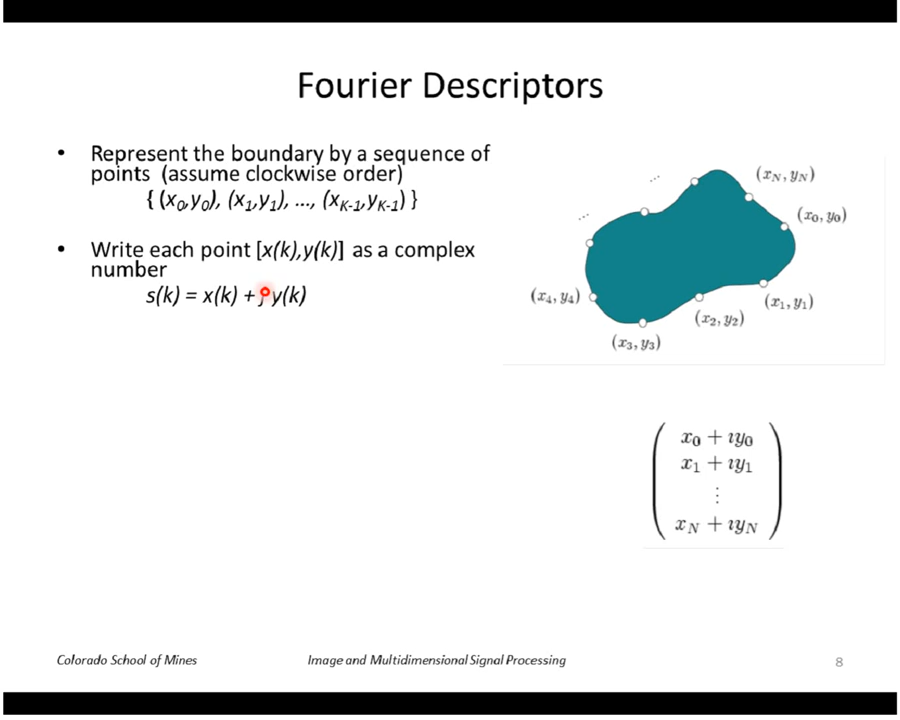 Fourier Descriptors
• Represent the boundary by a sequence of
points (assume clockwise order)
{ (x0,y0), (x1,y1), ..., (xK-1,yK-1) }
• Write each point [x(k),y(k)] as a complex
number
s(k) = x(k) + y(k)
...
(xN, yN)
...
(x0, y0)
(x4, y4)
(x1, y1)
(x2, y2)
(x3, y3)
x0 + ıy0
x1 + ıy1
⋮
xN + ıyN
Colorado School of Mines
Image and Multidimensional Signal Processing
8